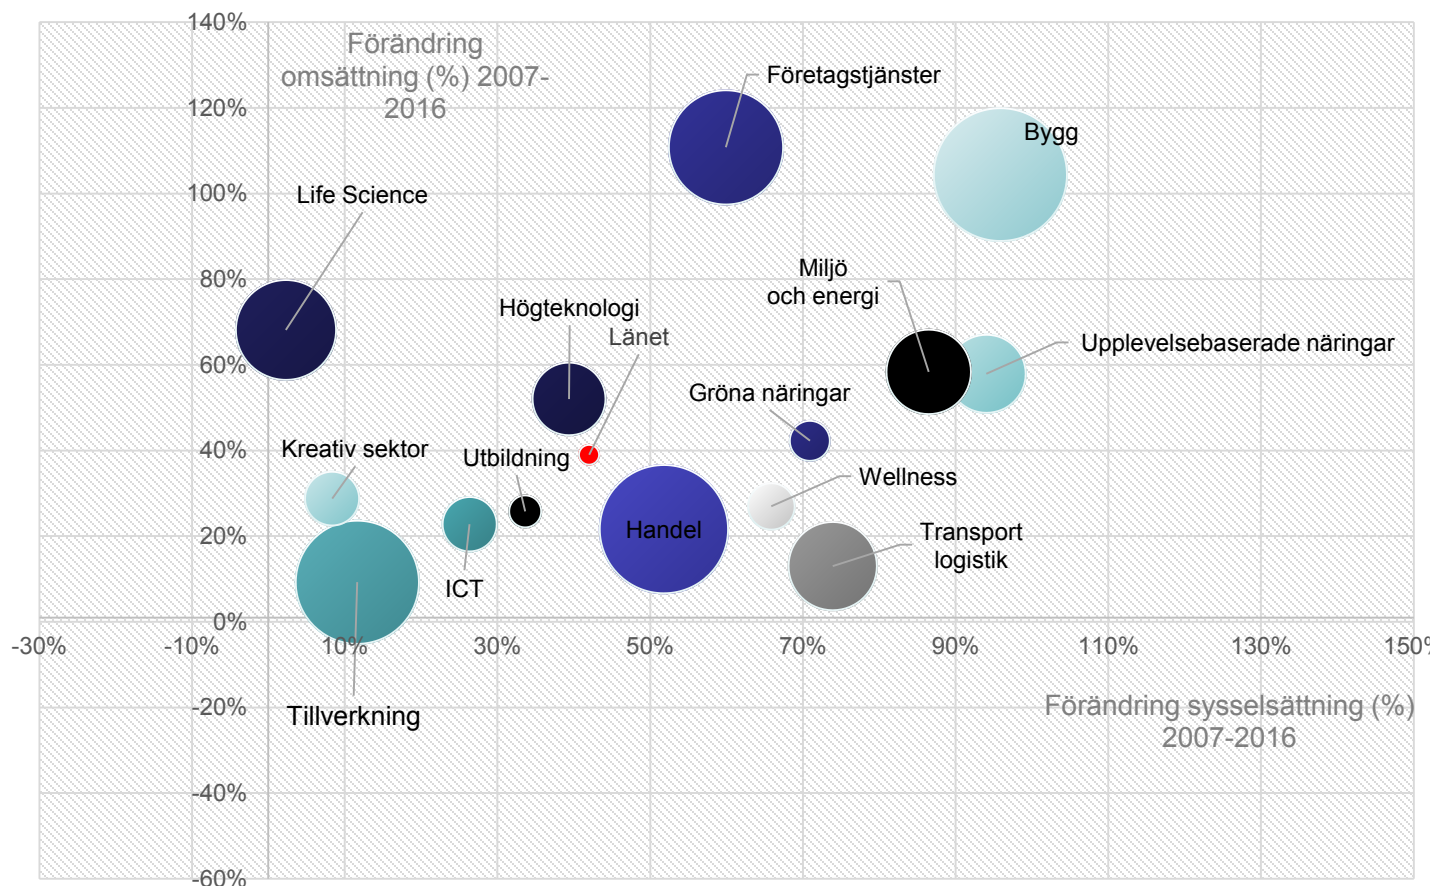 140%
Förändring
omsättning (%) 2007-
2016
Företagstjänster
120%
Bygg
100%
Life Science
80%
Miljö
och energi
Högteknologi
Länet
Upplevelsebaserade näringar
60%
Gröna näringar
40%
Kreativ sektor
Utbildning
Wellness
20%
Handel
Transport
logistik
ICT
0%
-30%
-10%
10%
30%
50%
70%
90%
110%
130%
150%
Tillverkning
-20%
Förändring sysselsättning (%)
2007-2016
-40%
-60%